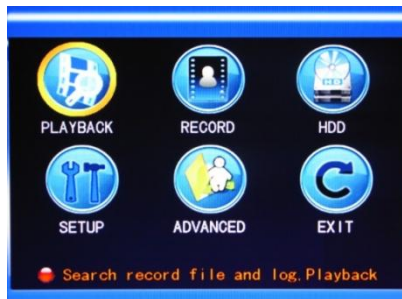 PLAYBACK RECORD HDD
SETUP ADVANCED EXIT
Search record file and log,Playback